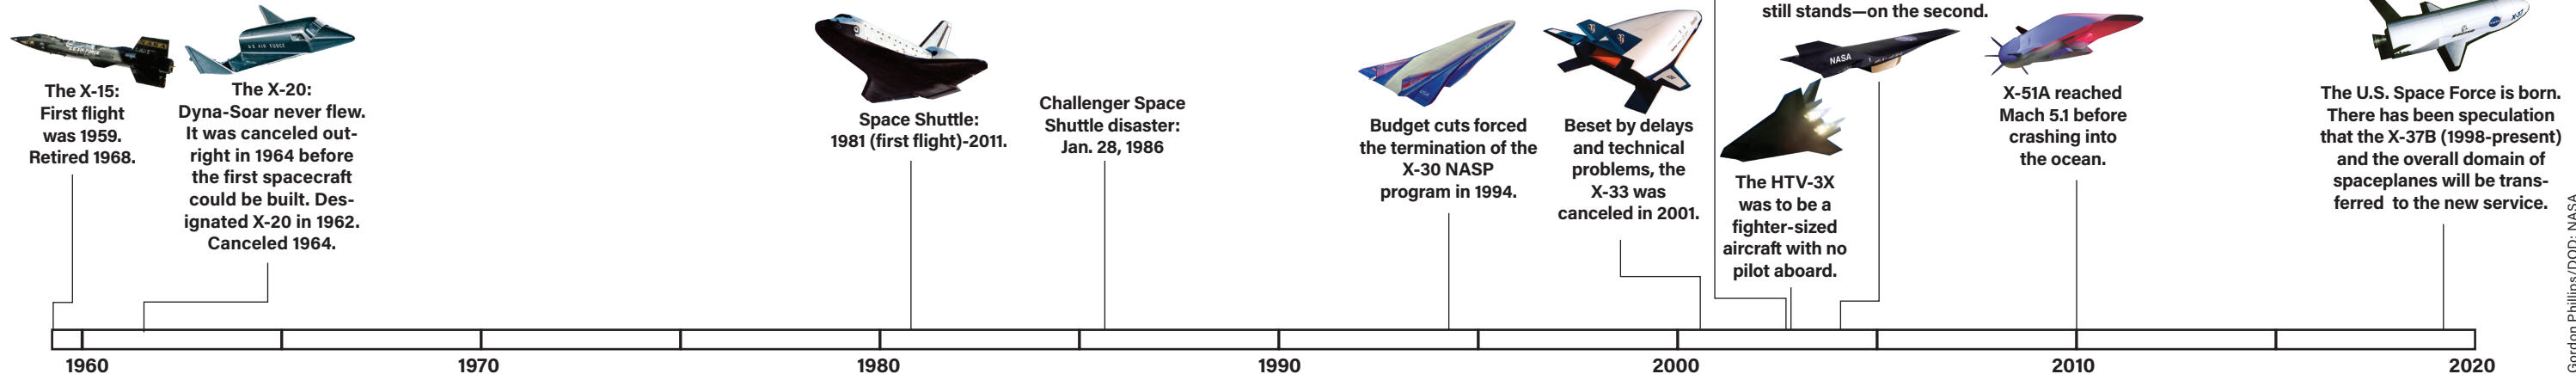 still stands—on the second.
U.S. AIR FORCE
NASA
X-37
The X-15:
First flight
was 1959.
Retired 1968.
The X-20:
Dyna-Soar never flew.
It was canceled out-
right in 1964 before
the first spacecraft
could be built. Des-
ignated X-20 in 1962.
Canceled 1964.
Space Shuttle:
1981 (first flight)-2011.
Challenger Space
Shuttle disaster:
Jan. 28, 1986
Budget cuts forced
the termination of the
X-30 NASP
program in 1994.
Beset by delays
and technical
problems, the
X-33 was
canceled in 2001.
The HTV-3X
was to be a
fighter-sized
aircraft with no
pilot aboard.
X-51A reached
Mach 5.1 before
crashing into
the ocean.
The U.S. Space Force is born.
There has been speculation
that the X-37B (1998-present)
and the overall domain of
spaceplanes will be trans-
ferred to the new service.
1960
1970
1980
1990
2000
2010
2020
Gordon Phillips/DOD; NASA